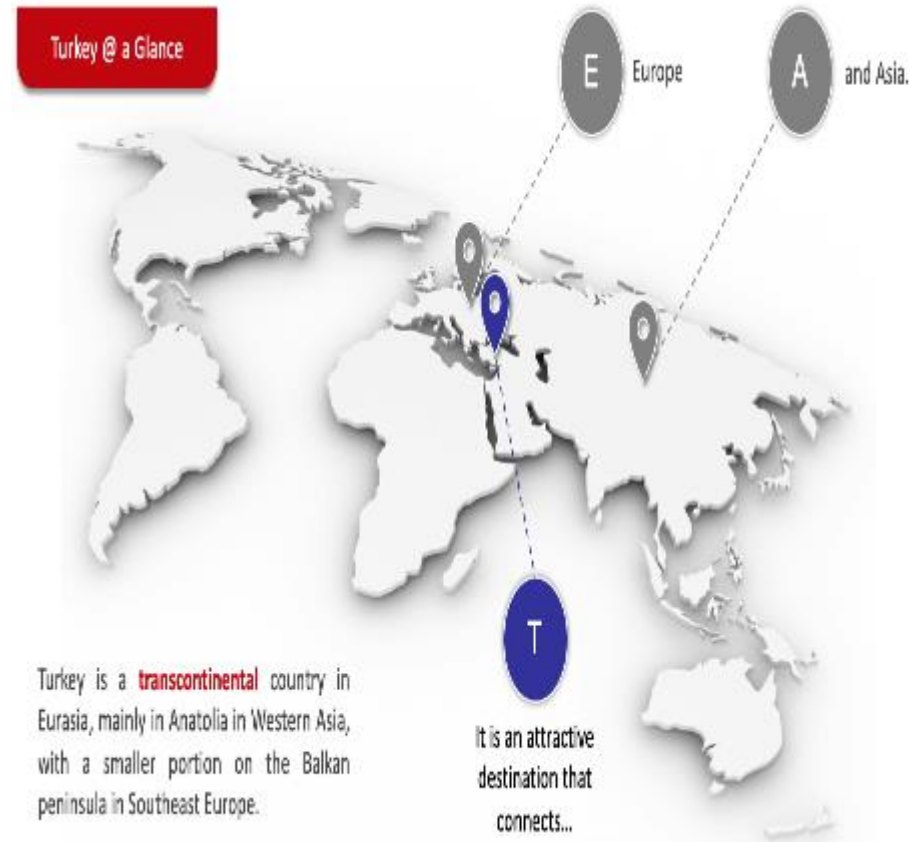 Turkey @ a Glance
E
Europe
A
and Asia.
T
It is an attractive
destination that
connects...
Turkey is a transcontinental country in
Eurasia, mainly in Anatolia in Western Asia,
with a smaller portion on the Balkan
peninsula in Southeast Europe.